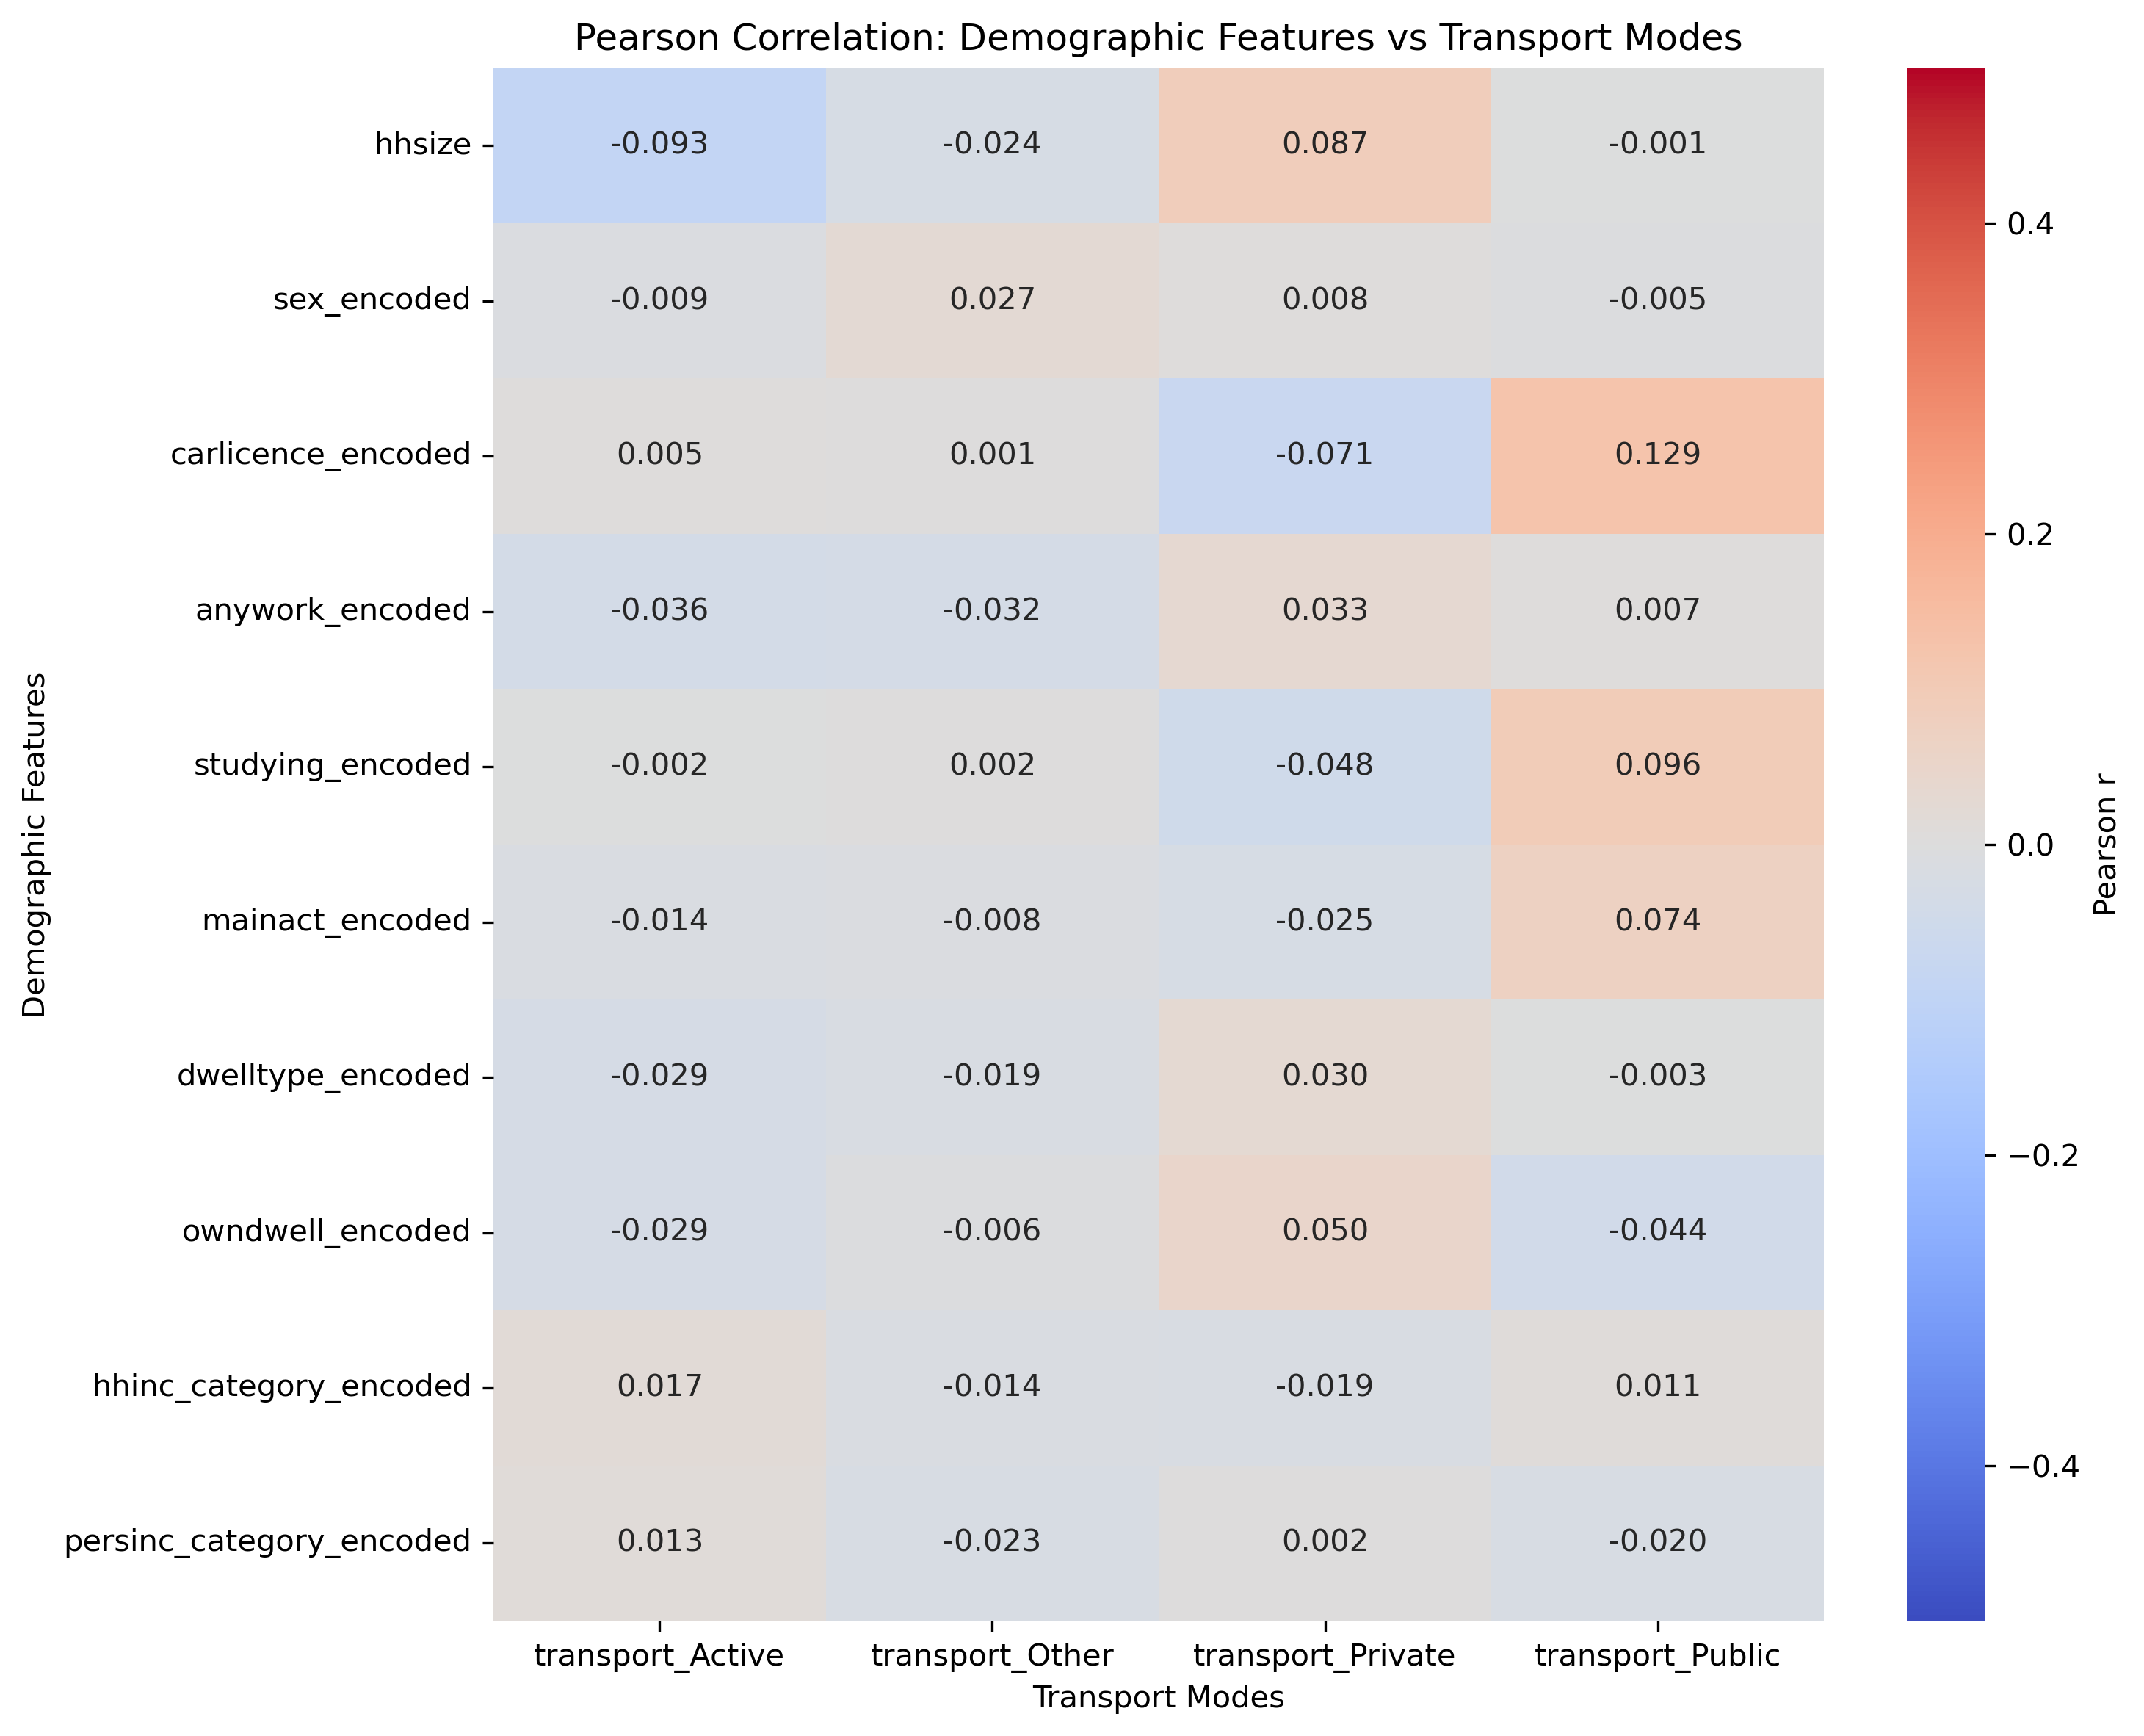 Pearson Correlation: Demographic Features vs Transport Modes
hhsize -0.093 -0.024 0.087 -0.001
sex_encoded -0.009 0.027 0.008 -0.005
carlicence_encoded 0.005 0.001 -0.071 0.129
anywork_encoded -0.036 -0.032 0.033 0.007
studying_encoded -0.002 0.002 -0.048 0.096
mainact_encoded -0.014 -0.008 -0.025 0.074
dwelltype_encoded -0.029 -0.019 0.030 -0.003
owndwell_encoded -0.029 -0.006 0.050 -0.044
hhinc_category_encoded 0.017 -0.014 -0.019 0.011
persinc_category_encoded 0.013 -0.023 0.002 -0.020
transport_Active transport_Other transport_Private transport_Public
Transport Modes
Demographic Features
0.4
0.2
0.0
−0.2
−0.4
Pearson r